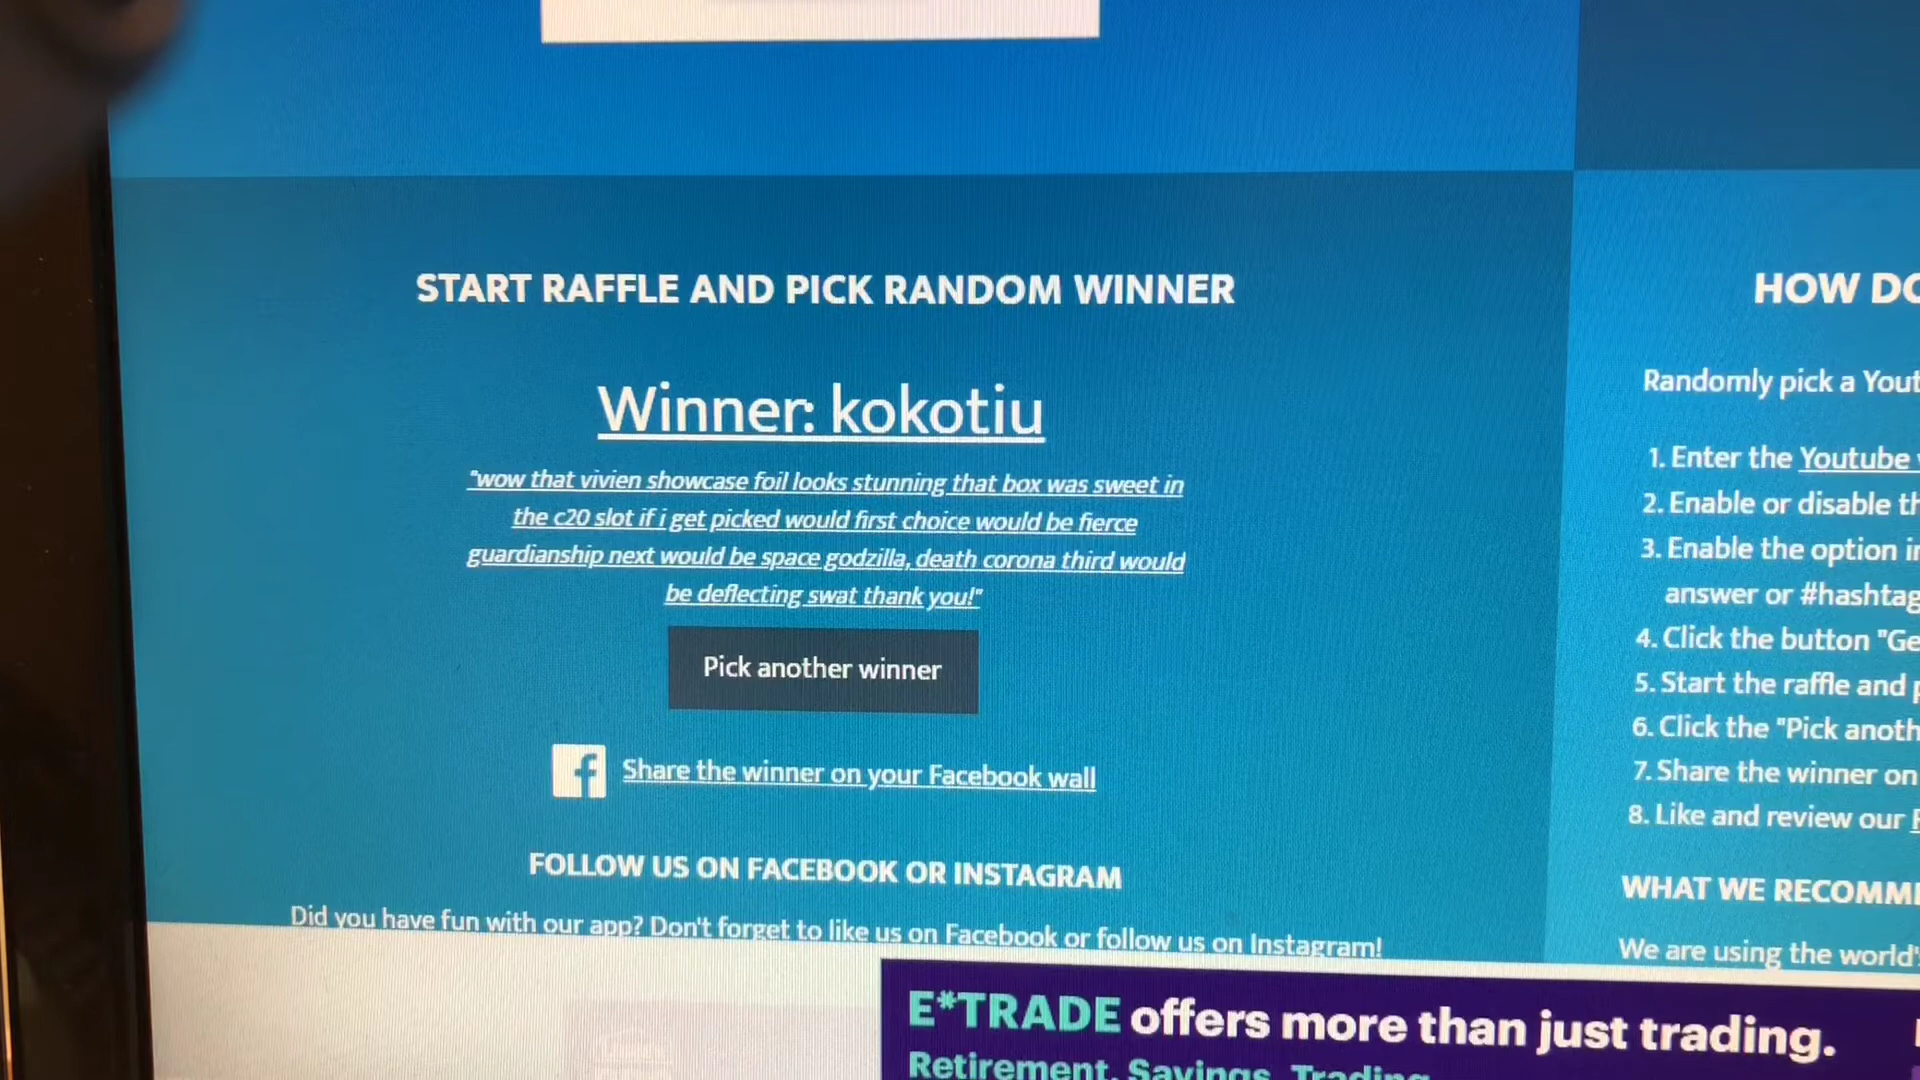 START RAFFLE AND PICK RANDOM WINNER
Winner: kokotiu
"wow that vivien showcase foil looks stunning that box was sweet in
the c20 slot if i get picked would first choice would be fierce
guardianship next would be space godzilla, death corona third would
be deflecting swat thank you!"
Pick another winner
Share the winner on your Facebook wall
FOLLOW US ON FACEBOOK OR INSTAGRAM
Did you have fun with our app? Don't forget to like us on Facebook or follow us on Instagram!
HOW DO
Randomly pick a Yout
1. Enter the Youtube
2. Enable or disable th
3. Enable the option in
answer or #hashtag
4. Click the button "Ge
5. Start the raffle and p
6. Click the "Pick anoth
7. Share the winner on
8. Like and review our
WHAT WE RECOMME
We are using the world's
E*TRADE offers more than just trading.
Retirement, Savings, Trading